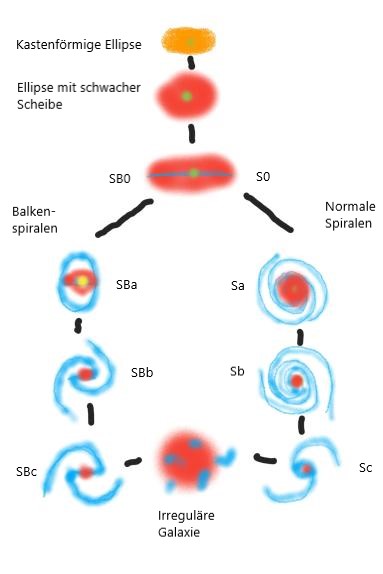 Kastenförmige Ellipse
Ellipse mit schwacher
Scheibe
SB0
S0
Balken-
spiralen
Normale
Spiralen
SBa
Sa
SBb
Sb
SBc
Sc
Irreguläre
Galaxie